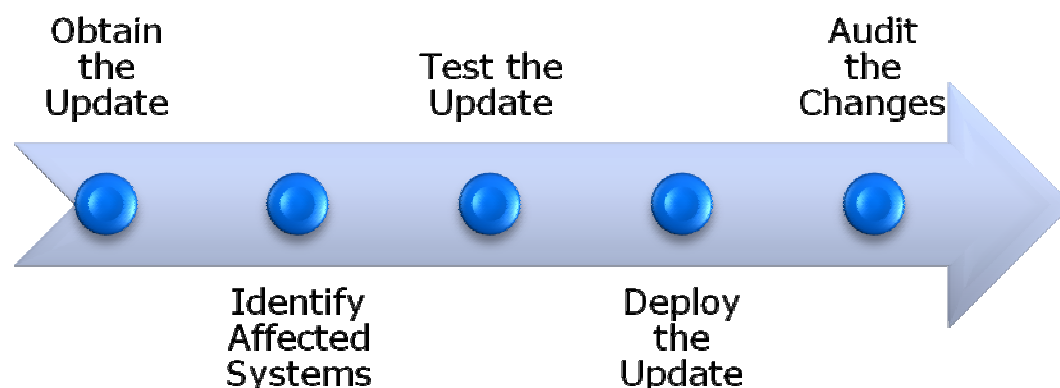 Obtain
the
Update
Identify
Affected
Systems
Test the
Update
Deploy
the
Update
Audit
the
Changes